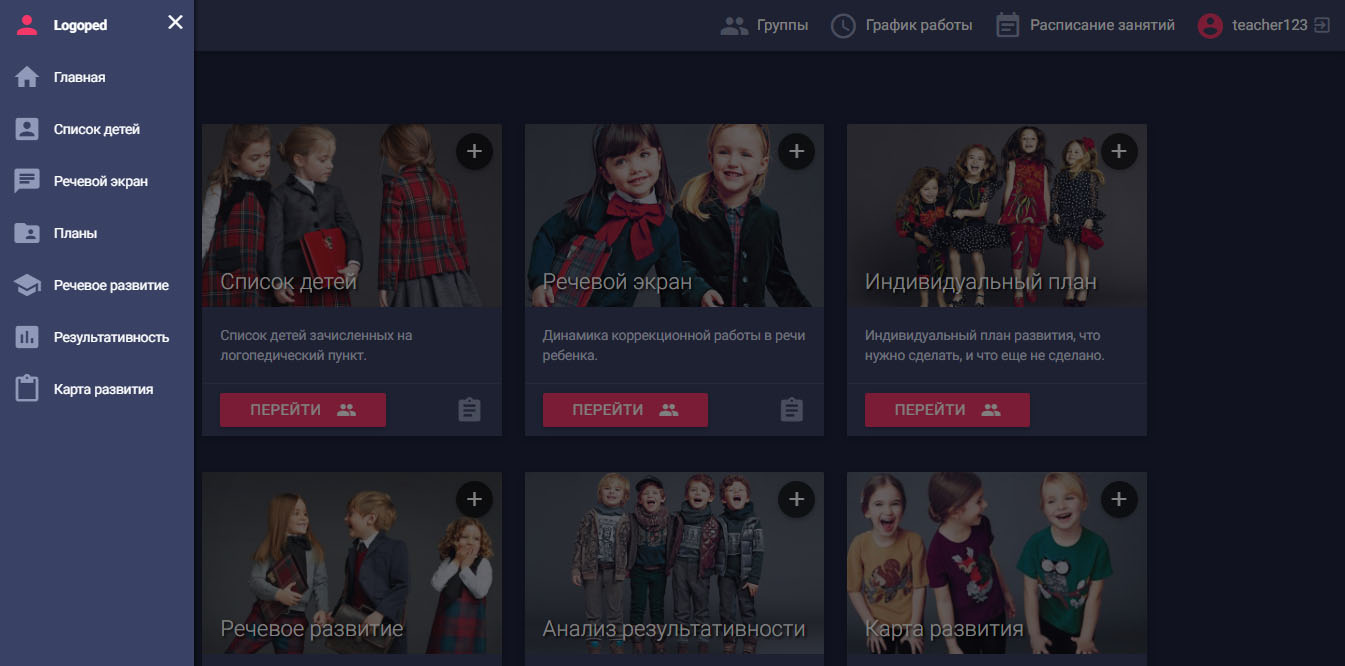 Logoped
Главная
Список детей
Речевой экран
Планы
Речевое развитие
Результативность
Карта развития
Группы
График работы
Расписание занятий
teacher123
Список детей
Список детей зачисленных на
логопедический пункт.
ПЕРЕЙТИ
Речевой экран
Динамика коррекционной работы в речи
ребенка.
ПЕРЕЙТИ
Индивидуальный план
Индивидуальный план развития, что
нужно сделать, и что еще не сделано.
ПЕРЕЙТИ
Речевое развитие
Анализ результативности
Карта развития